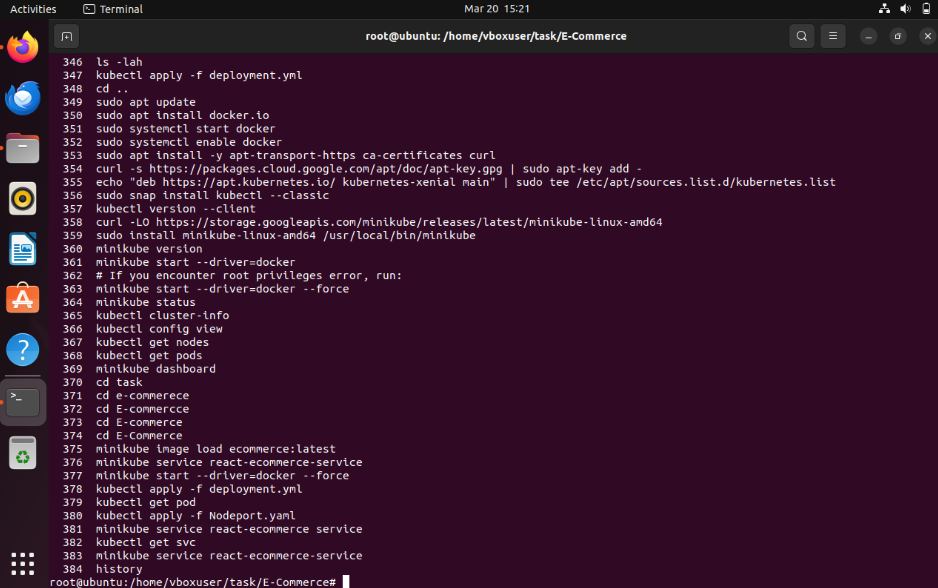 Activities Terminal Mar 20 15:21
root@ubuntu: /home/vboxuser/task/E-Commerce
346 ls -lah
347 kubectl apply -f deployment.yml
348 cd ..
349 sudo apt update
350 sudo apt install docker.io
351 sudo systemctl start docker
352 sudo systemctl enable docker
353 sudo apt install -y apt-transport-https ca-certificates curl
354 curl -s https://packages.cloud.google.com/apt/doc/apt-key.gpg | sudo apt-key add -
355 echo "deb https://apt.kubernetes.io/ kubernetes-xenial main" | sudo tee /etc/apt/sources.list.d/kubernetes.list
356 sudo snap install kubectl --classic
357 kubectl version --client
358 curl -LO https://storage.googleapis.com/minikube/releases/latest/minikube-linux-amd64
359 sudo install minikube-linux-amd64 /usr/local/bin/minikube
360 minikube version
361 minikube start --driver=docker
362 # If you encounter root privileges error, run:
363 minikube start --driver=docker --force
364 minikube status
365 kubectl cluster-info
366 kubectl config view
367 kubectl get nodes
368 kubectl get pods
369 minikube dashboard
370 cd task
371 cd e-commerece
372 cd E-commercce
373 cd E-commerce
374 cd E-Commerce
375 minikube image load ecommerce:latest
376 minikube service react-ecommerce-service
377 minikube start --driver=docker --force
378 kubectl apply -f deployment.yml
379 kubectl get pod
380 kubectl apply -f Nodeport.yaml
381 minikube service react-ecommerce service
382 kubectl get svc
383 minikube service react-ecommerce-service
384 history
root@ubuntu:/home/vboxuser/task/E-Commerce#